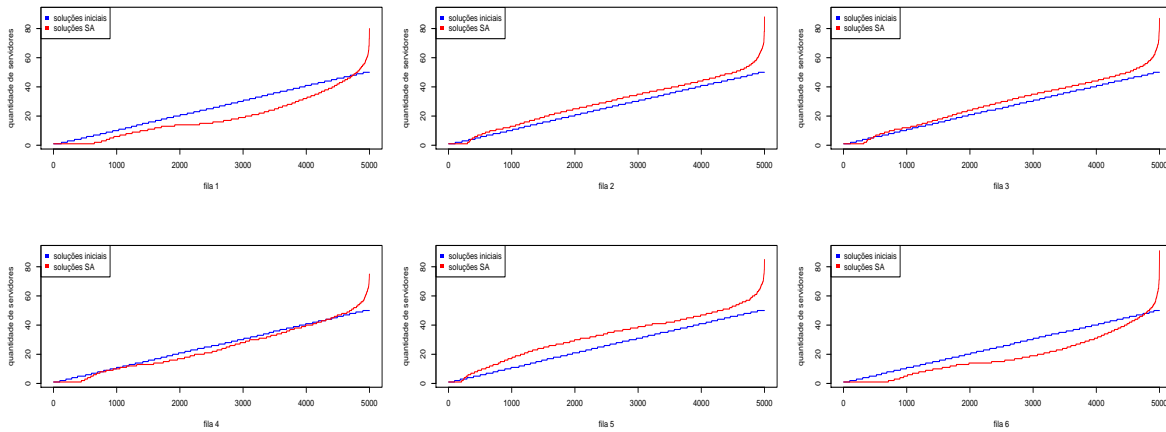 soluções iniciais
soluções SA
quantidade de servidores
0 20 40 60 80
0 1000 2000 3000 4000 5000
fila 1
soluções iniciais
soluções SA
quantidade de servidores
0 20 40 60 80
0 1000 2000 3000 4000 5000
fila 2
soluções iniciais
soluções SA
quantidade de servidores
0 20 40 60 80
0 1000 2000 3000 4000 5000
fila 3
soluções iniciais
soluções SA
quantidade de servidores
0 20 40 60 80
0 1000 2000 3000 4000 5000
fila 4
soluções iniciais
soluções SA
quantidade de servidores
0 20 40 60 80
0 1000 2000 3000 4000 5000
fila 5
soluções iniciais
soluções SA
quantidade de servidores
0 20 40 60 80
0 1000 2000 3000 4000 5000
fila 6